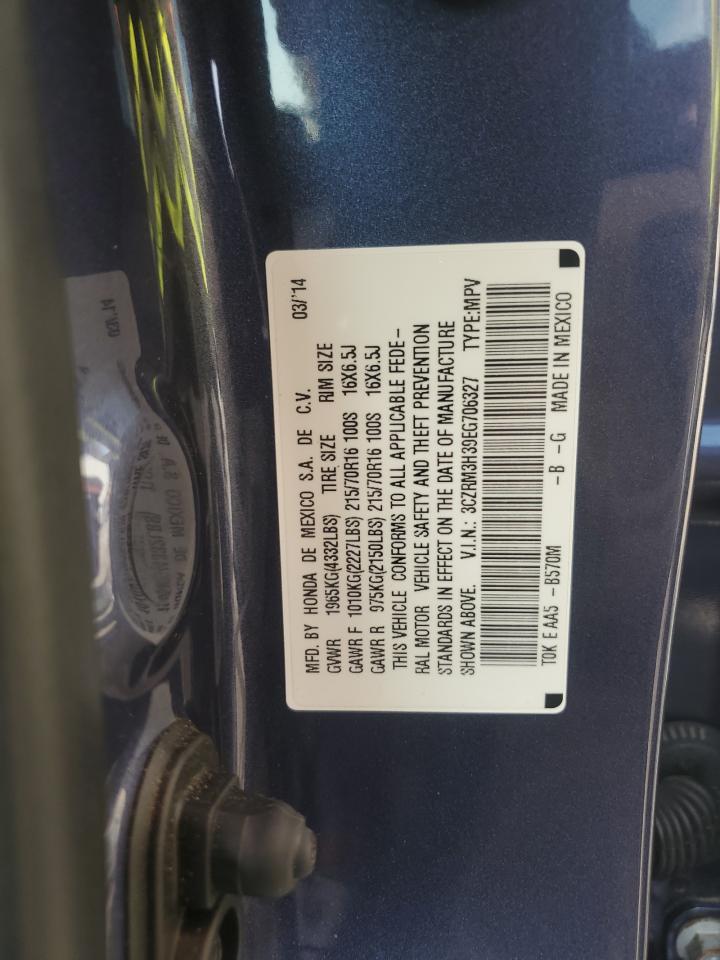 MFD. BY HONDA DE MEXICO S.A. DE C.V. 03/'14
GVWR 1965KG(4332LBS) TIRE SIZE RIM SIZE
GAWR F 1010KG(2227LBS) 215/70R16 100S 16X6.5J
GAWR R 975KG(2150LBS) 215/70R16 100S 16X6.5J
THIS VEHICLE CONFORMS TO ALL APPLICABLE FEDE-
RAL MOTOR VEHICLE SAFETY AND THEFT PREVENTION
STANDARDS IN EFFECT ON THE DATE OF MANUFACTURE
SHOWN ABOVE. V.I.N.: 3CZRM3H39EG706327 TYPE:MPV
T0K E AA5 -B570M -B -G MADE IN MEXICO